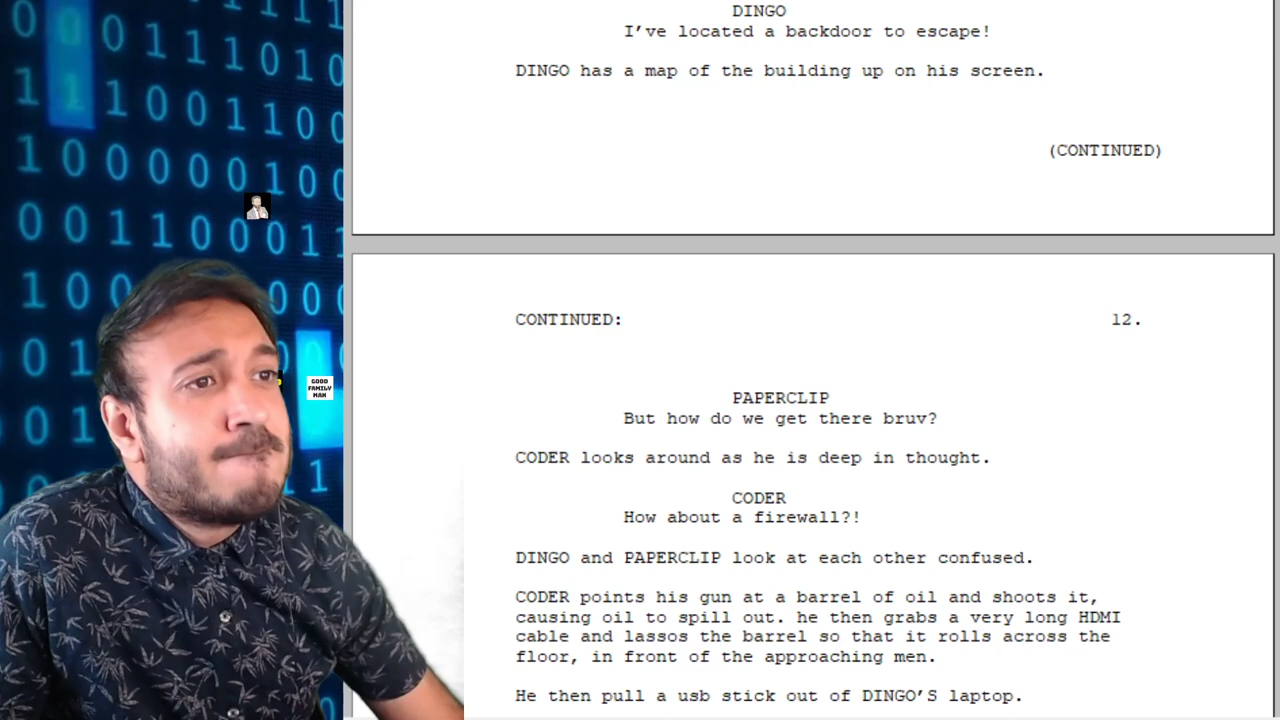 DINGO
I’ve located a backdoor to escape!
DINGO has a map of the building up on his screen.
(CONTINUED)
CONTINUED:
12.
PAPERCLIP
But how do we get there bruv?
CODER looks around as he is deep in thought.
CODER
How about a firewall?!
DINGO and PAPERCLIP look at each other confused.
CODER points his gun at a barrel of oil and shoots it,
causing oil to spill out. he then grabs a very long HDMI
cable and lassos the barrel so that it rolls across the
floor, in front of the approaching men.
He then pull a usb stick out of DINGO’S laptop.
GOOD
FAMILY
MAN